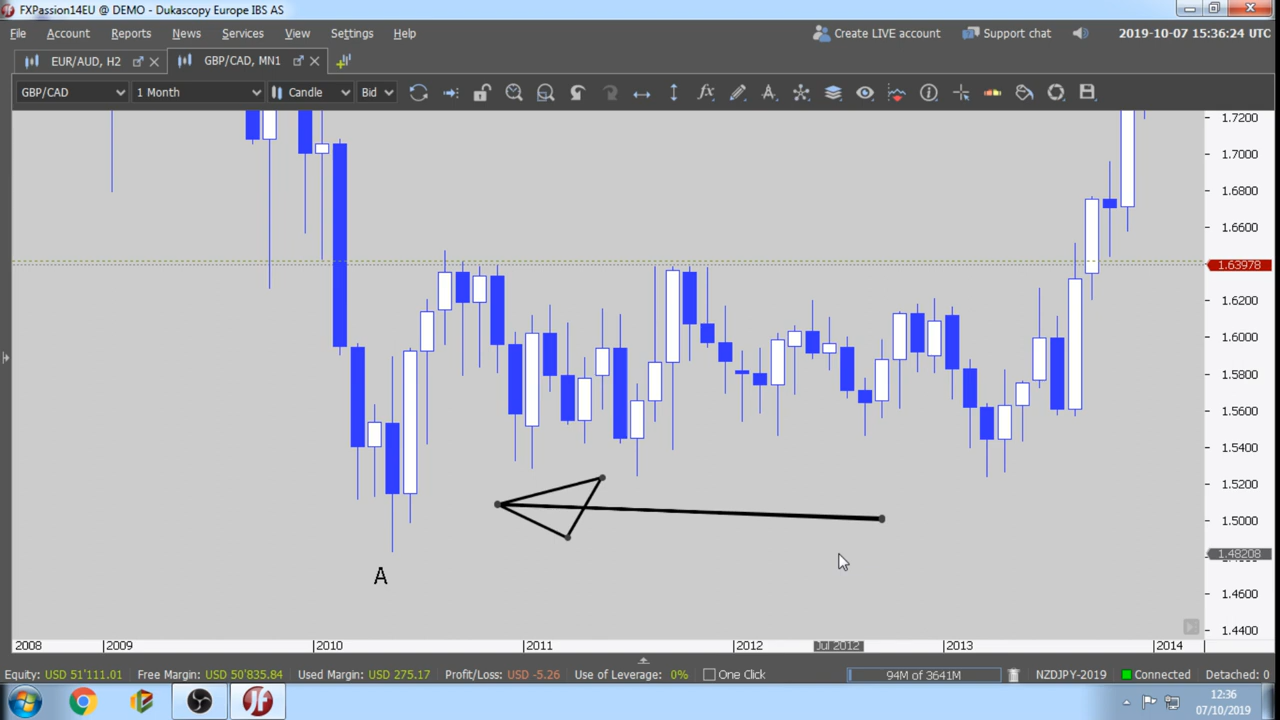 FXPassion14EU @ DEMO - Dukascopy Europe IBS AS
File Account Reports News Services View Settings Help Create LIVE account Support chat 2019-10-07 15:36:24 UTC
EUR/AUD, H2 GBP/CAD, MN1
GBP/CAD 1 Month Candle Bid
1.7200
1.7000
1.6800
1.6600
1.63978
1.6200
1.6000
1.5800
1.5600
1.5400
1.5200
1.5000
1.48208
A
1.4600
1.4400
2008 2009 2010 2011 2012 Jul 2012 2013 2014
Equity: USD 51'111.01 Free Margin: USD 50'835.84 Used Margin: USD 275.17 Profit/Loss: USD -5.26 Use of Leverage: 0% One Click 94M of 3641M NZDJPY-2019 Connected Detached: 0
12:36
07/10/2019